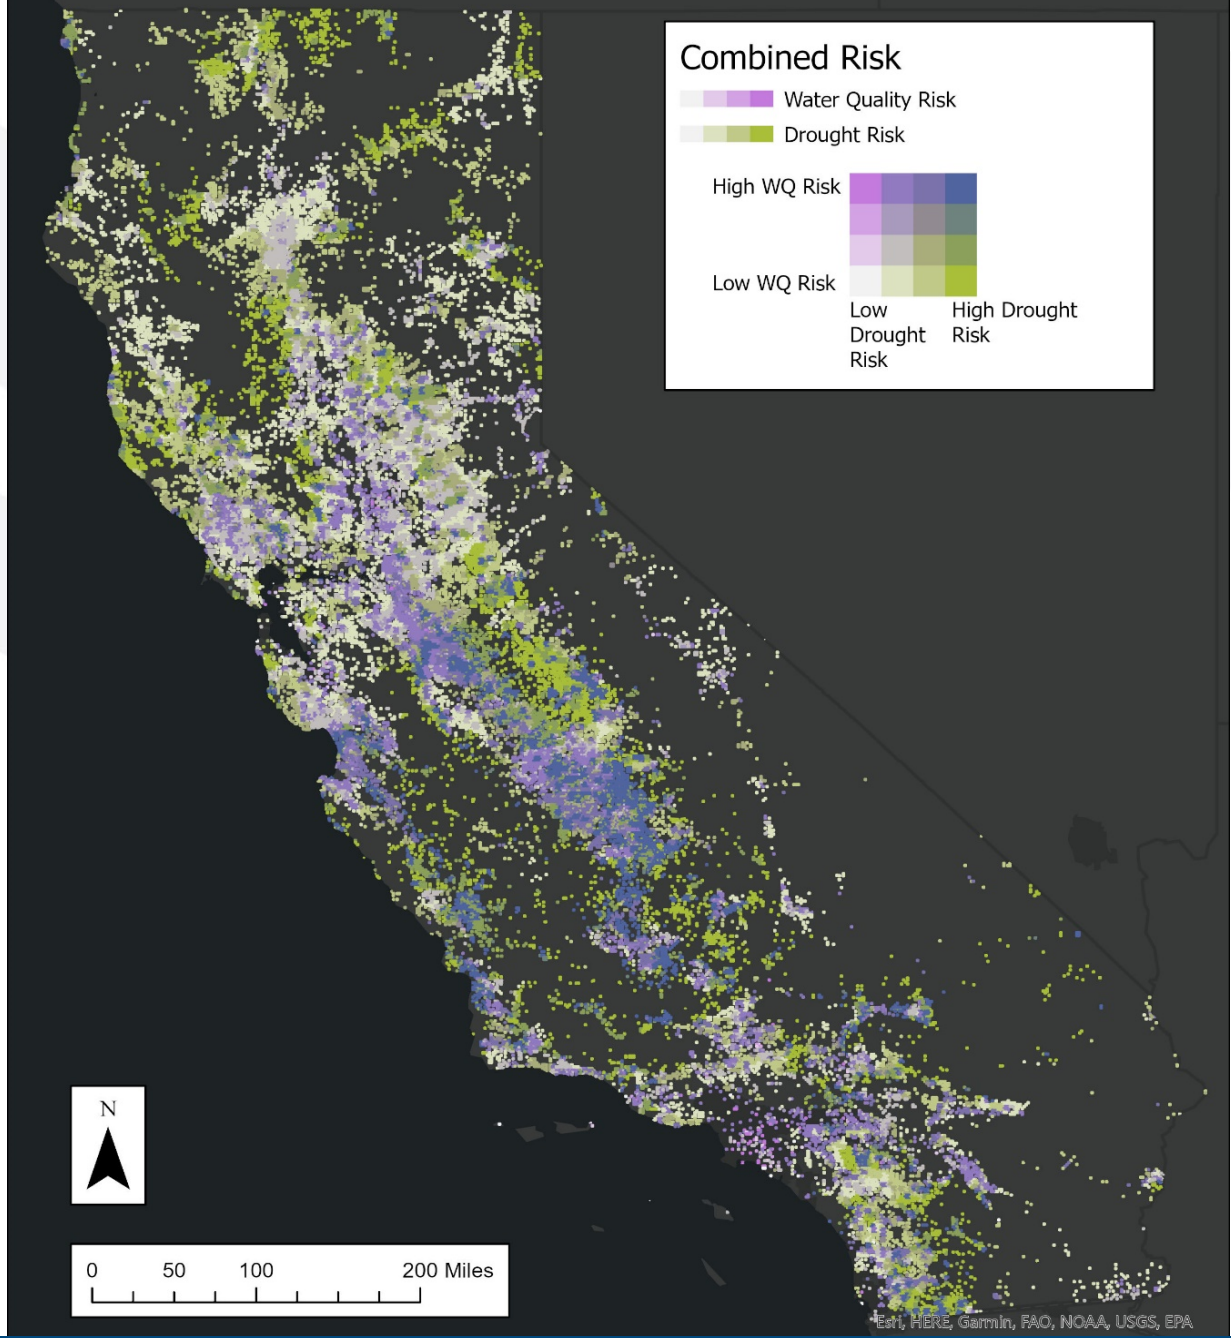 Combined Risk
Water Quality Risk
Drought Risk
High WQ Risk
Low WQ Risk
Low
Drought
Risk
High Drought
Risk
N
0 50 100 200 Miles
Esri, HERE, Garmin, FAO, NOAA, USGS, EPA